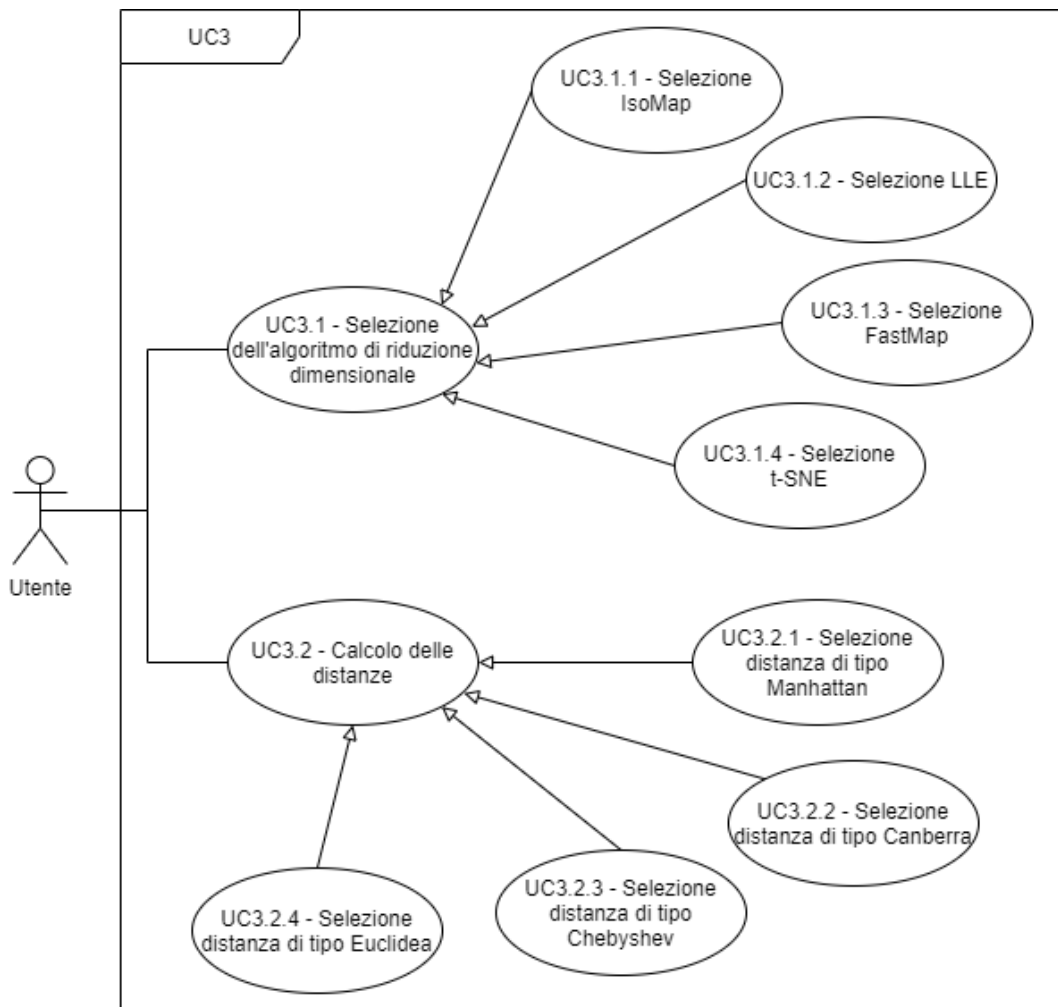 UC3
UC3.1.1 - Selezione
IsoMap
UC3.1.2 - Selezione LLE
UC3.1.3 - Selezione
FastMap
UC3.1 - Selezione
dell'algoritmo di riduzione
dimensionale
UC3.1.4 - Selezione
t-SNE
Utente
UC3.2 - Calcolo delle
distanze
UC3.2.1 - Selezione
distanza di tipo
Manhattan
UC3.2.2 - Selezione
distanza di tipo Canberra
UC3.2.3 - Selezione
distanza di tipo
Chebyshev
UC3.2.4 - Selezione
distanza di tipo Euclidea